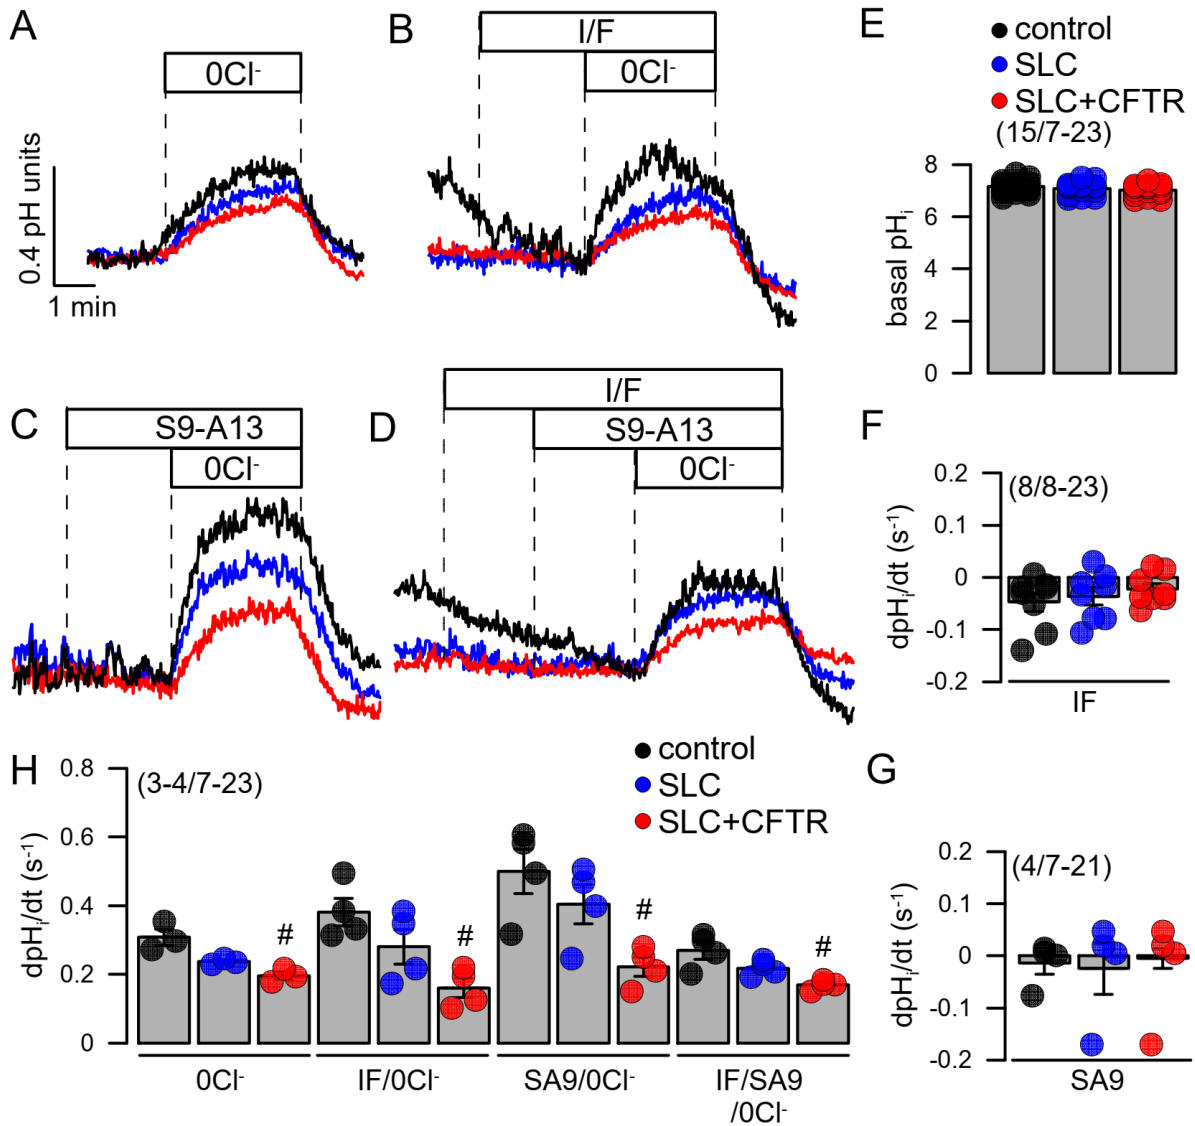 A
0Cl⁻
0.4 pH units
1 min
B
I/F
0Cl⁻
E
control
SLC
SLC+CFTR
(15/7-23)
basal pHᵢ
8
6
4
2
0
C
S9-A13
0Cl⁻
D
I/F
S9-A13
0Cl⁻
F
(8/8-23)
dpHᵢ/dt (s⁻¹)
0.2
0.1
0
-0.1
-0.2
IF
H
(3-4/7-23)
control
SLC
SLC+CFTR
dpHᵢ/dt (s⁻¹)
0.8
0.6
0.4
0.2
0
#
#
#
#
0Cl⁻
IF/0Cl⁻
SA9/0Cl⁻
IF/SA9
/0Cl⁻
G
(4/7-21)
dpHᵢ/dt (s⁻¹)
0.2
0.1
0
-0.1
-0.2
SA9